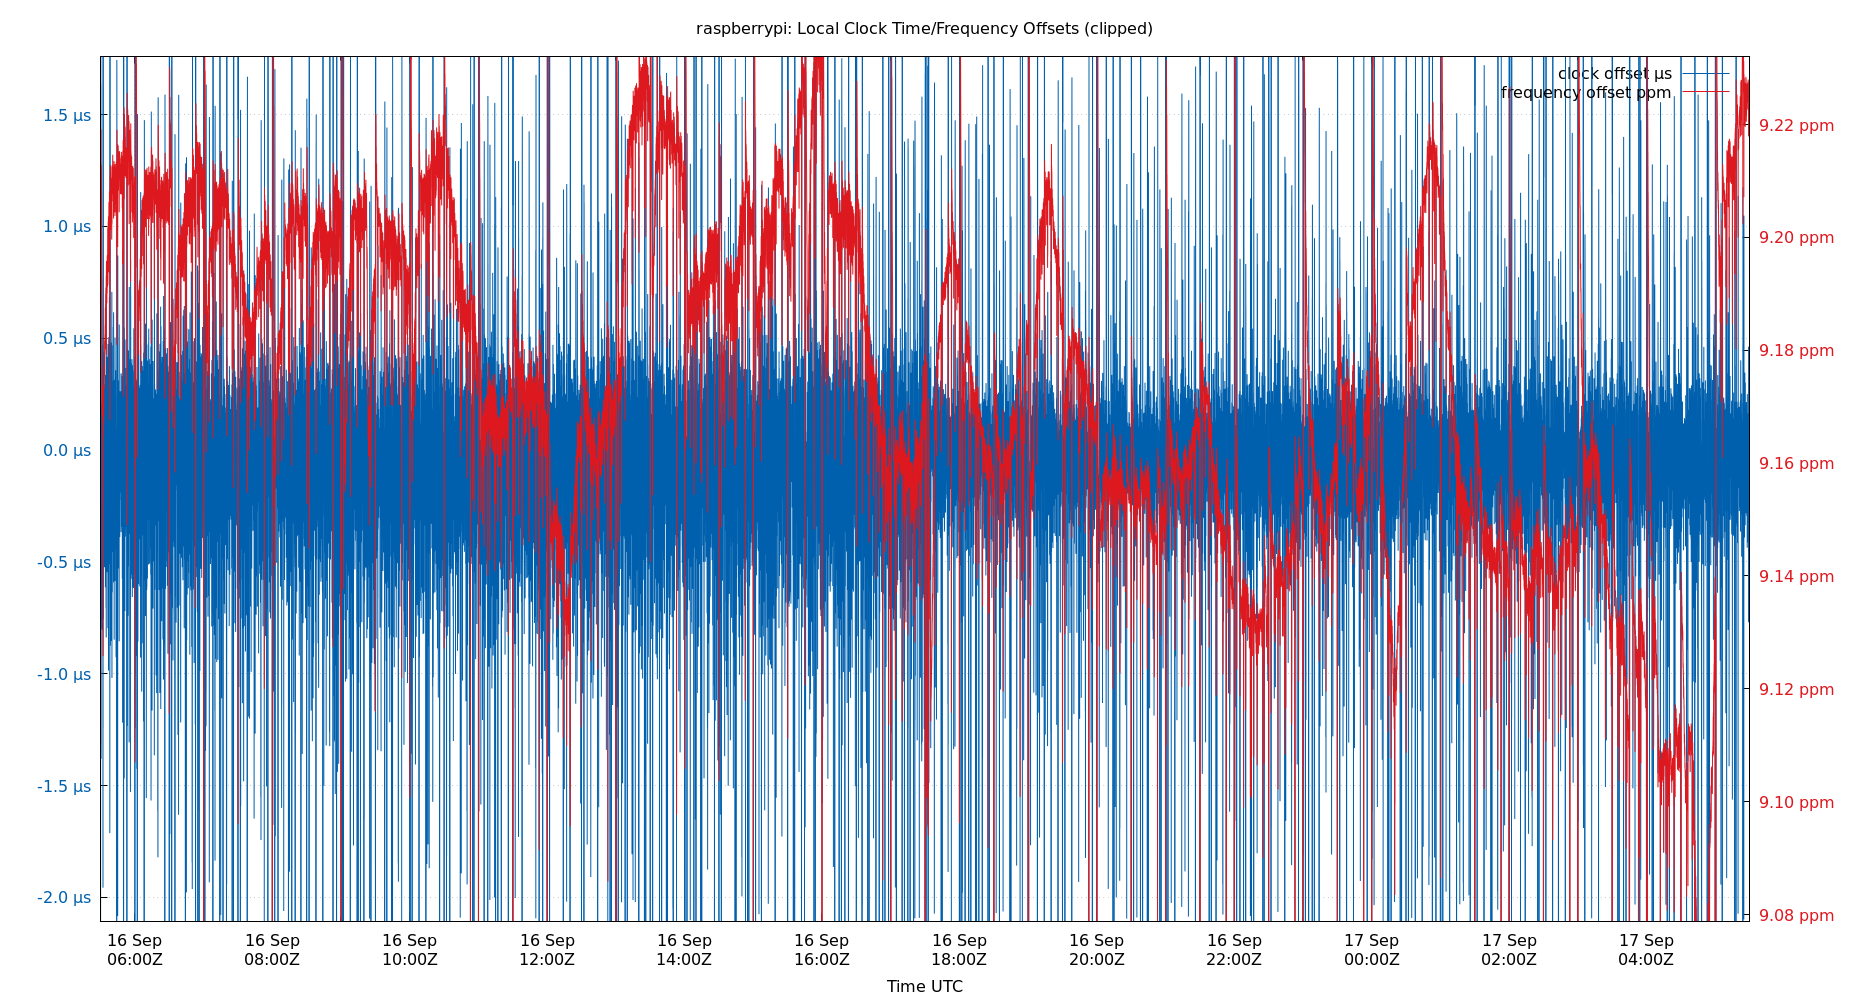 raspberrypi: Local Clock Time/Frequency Offsets (clipped)
clock offset µs
frequency offset ppm
1.5 µs
1.0 µs
0.5 µs
0.0 µs
-0.5 µs
-1.0 µs
-1.5 µs
-2.0 µs
9.22 ppm
9.20 ppm
9.18 ppm
9.16 ppm
9.14 ppm
9.12 ppm
9.10 ppm
9.08 ppm
16 Sep
06:00Z
16 Sep
08:00Z
16 Sep
10:00Z
16 Sep
12:00Z
16 Sep
14:00Z
16 Sep
16:00Z
16 Sep
18:00Z
16 Sep
20:00Z
16 Sep
22:00Z
17 Sep
00:00Z
17 Sep
02:00Z
17 Sep
04:00Z
Time UTC